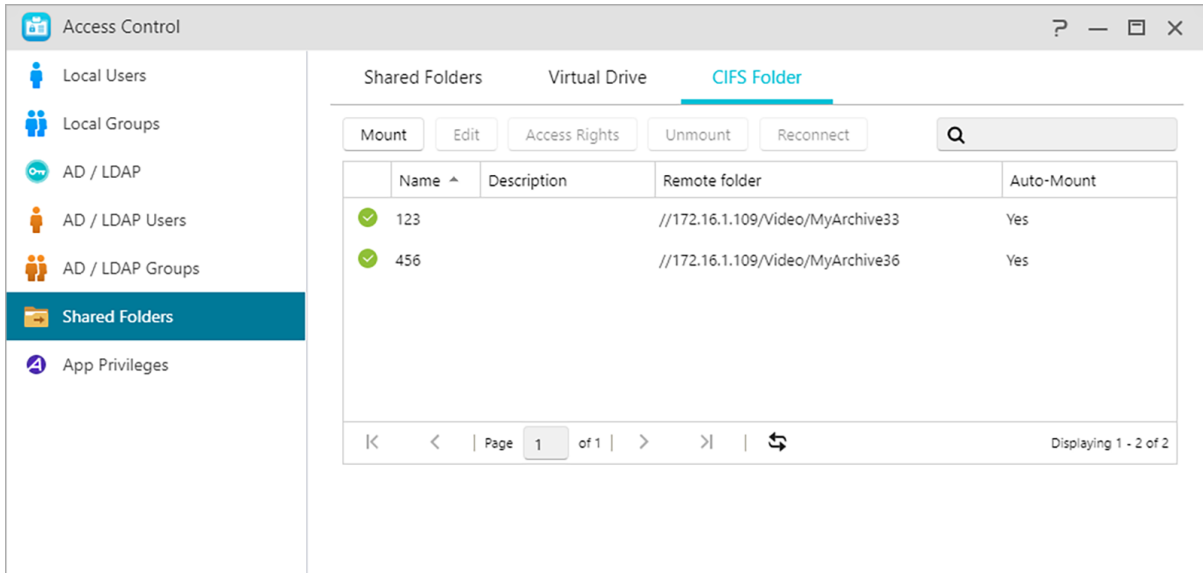 Access Control
Local Users
Local Groups
AD / LDAP
AD / LDAP Users
AD / LDAP Groups
Shared Folders
App Privileges
Shared Folders Virtual Drive CIFS Folder
Mount Edit Access Rights Unmount Reconnect
Name Description Remote folder Auto-Mount
123 //172.16.1.109/Video/MyArchive33 Yes
456 //172.16.1.109/Video/MyArchive36 Yes
Page 1 of 1 Displaying 1 - 2 of 2